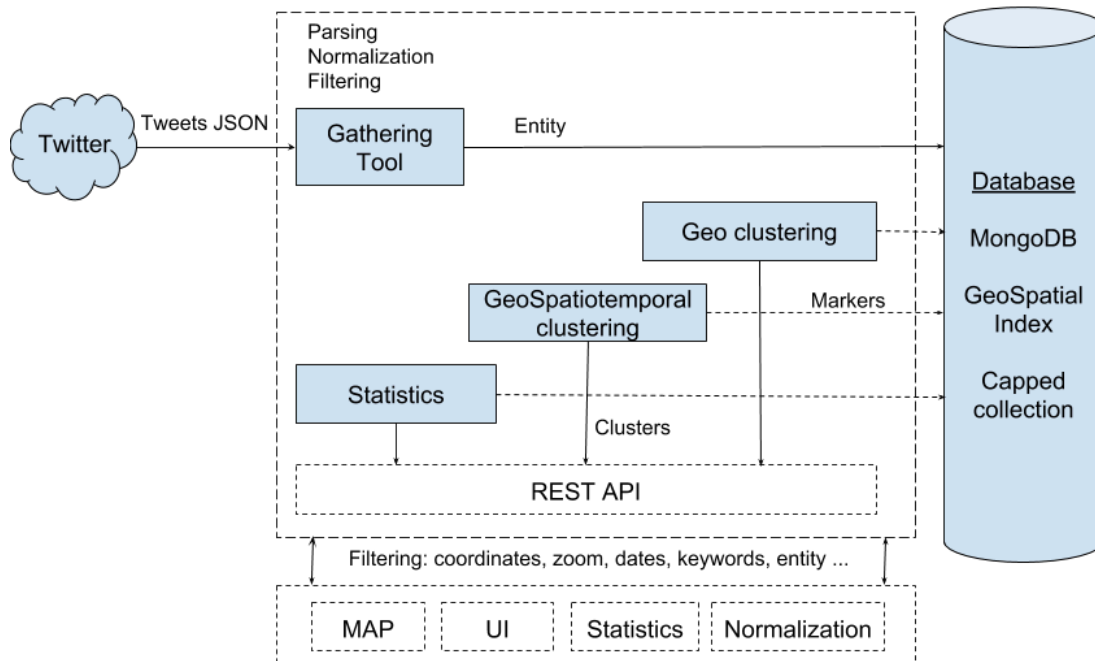 Parsing
Normalization
Filtering
Twitter
Tweets JSON
Gathering
Tool
Entity
Database
MongoDB
GeoSpatial
Index
Capped
collection
Geo clustering
GeoSpatiotemporal
clustering
Markers
Statistics
Clusters
REST API
Filtering: coordinates, zoom, dates, keywords, entity ...
MAP
UI
Statistics
Normalization